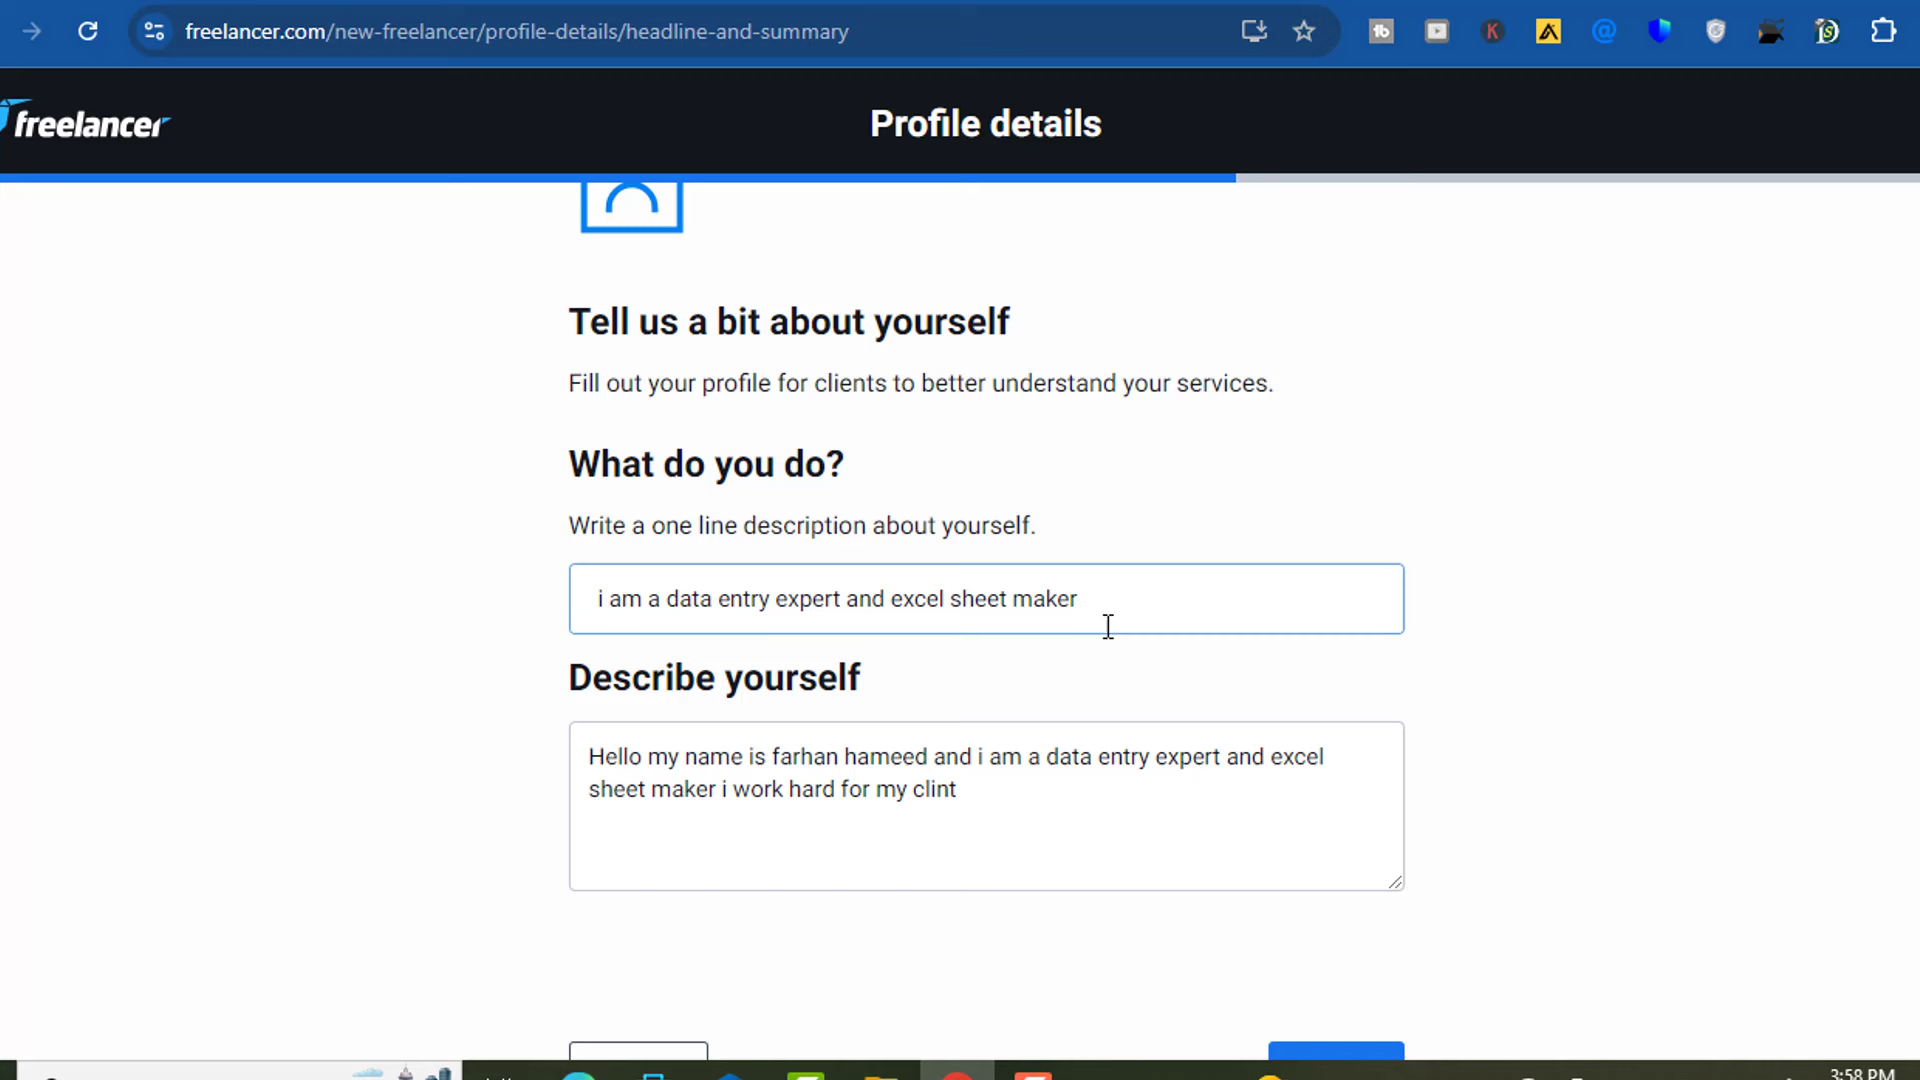 freelancer.com/new-freelancer/profile-details/headline-and-summary
freelancer
Profile details
Tell us a bit about yourself
Fill out your profile for clients to better understand your services.
What do you do?
Write a one line description about yourself.
i am a data entry expert and excel sheet maker
Describe yourself
Hello my name is farhan hameed and i am a data entry expert and excel
sheet maker i work hard for my clint
3:58 PM